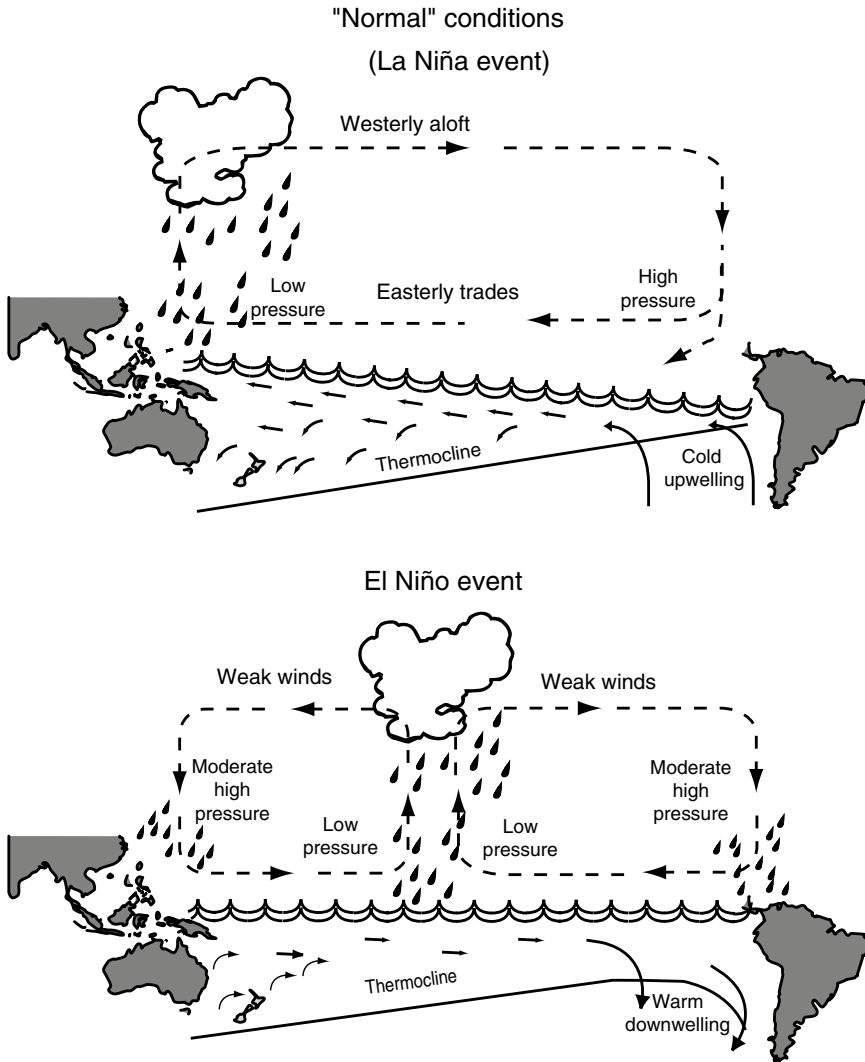 "Normal" conditions
(La Niña event)
Westerly aloft
Low
pressure
Easterly trades
High
pressure
Thermocline
Cold
upwelling
El Niño event
Weak winds
Weak winds
Moderate
high
pressure
Low
pressure
Low
pressure
Moderate
high
pressure
Thermocline
Warm
downwelling